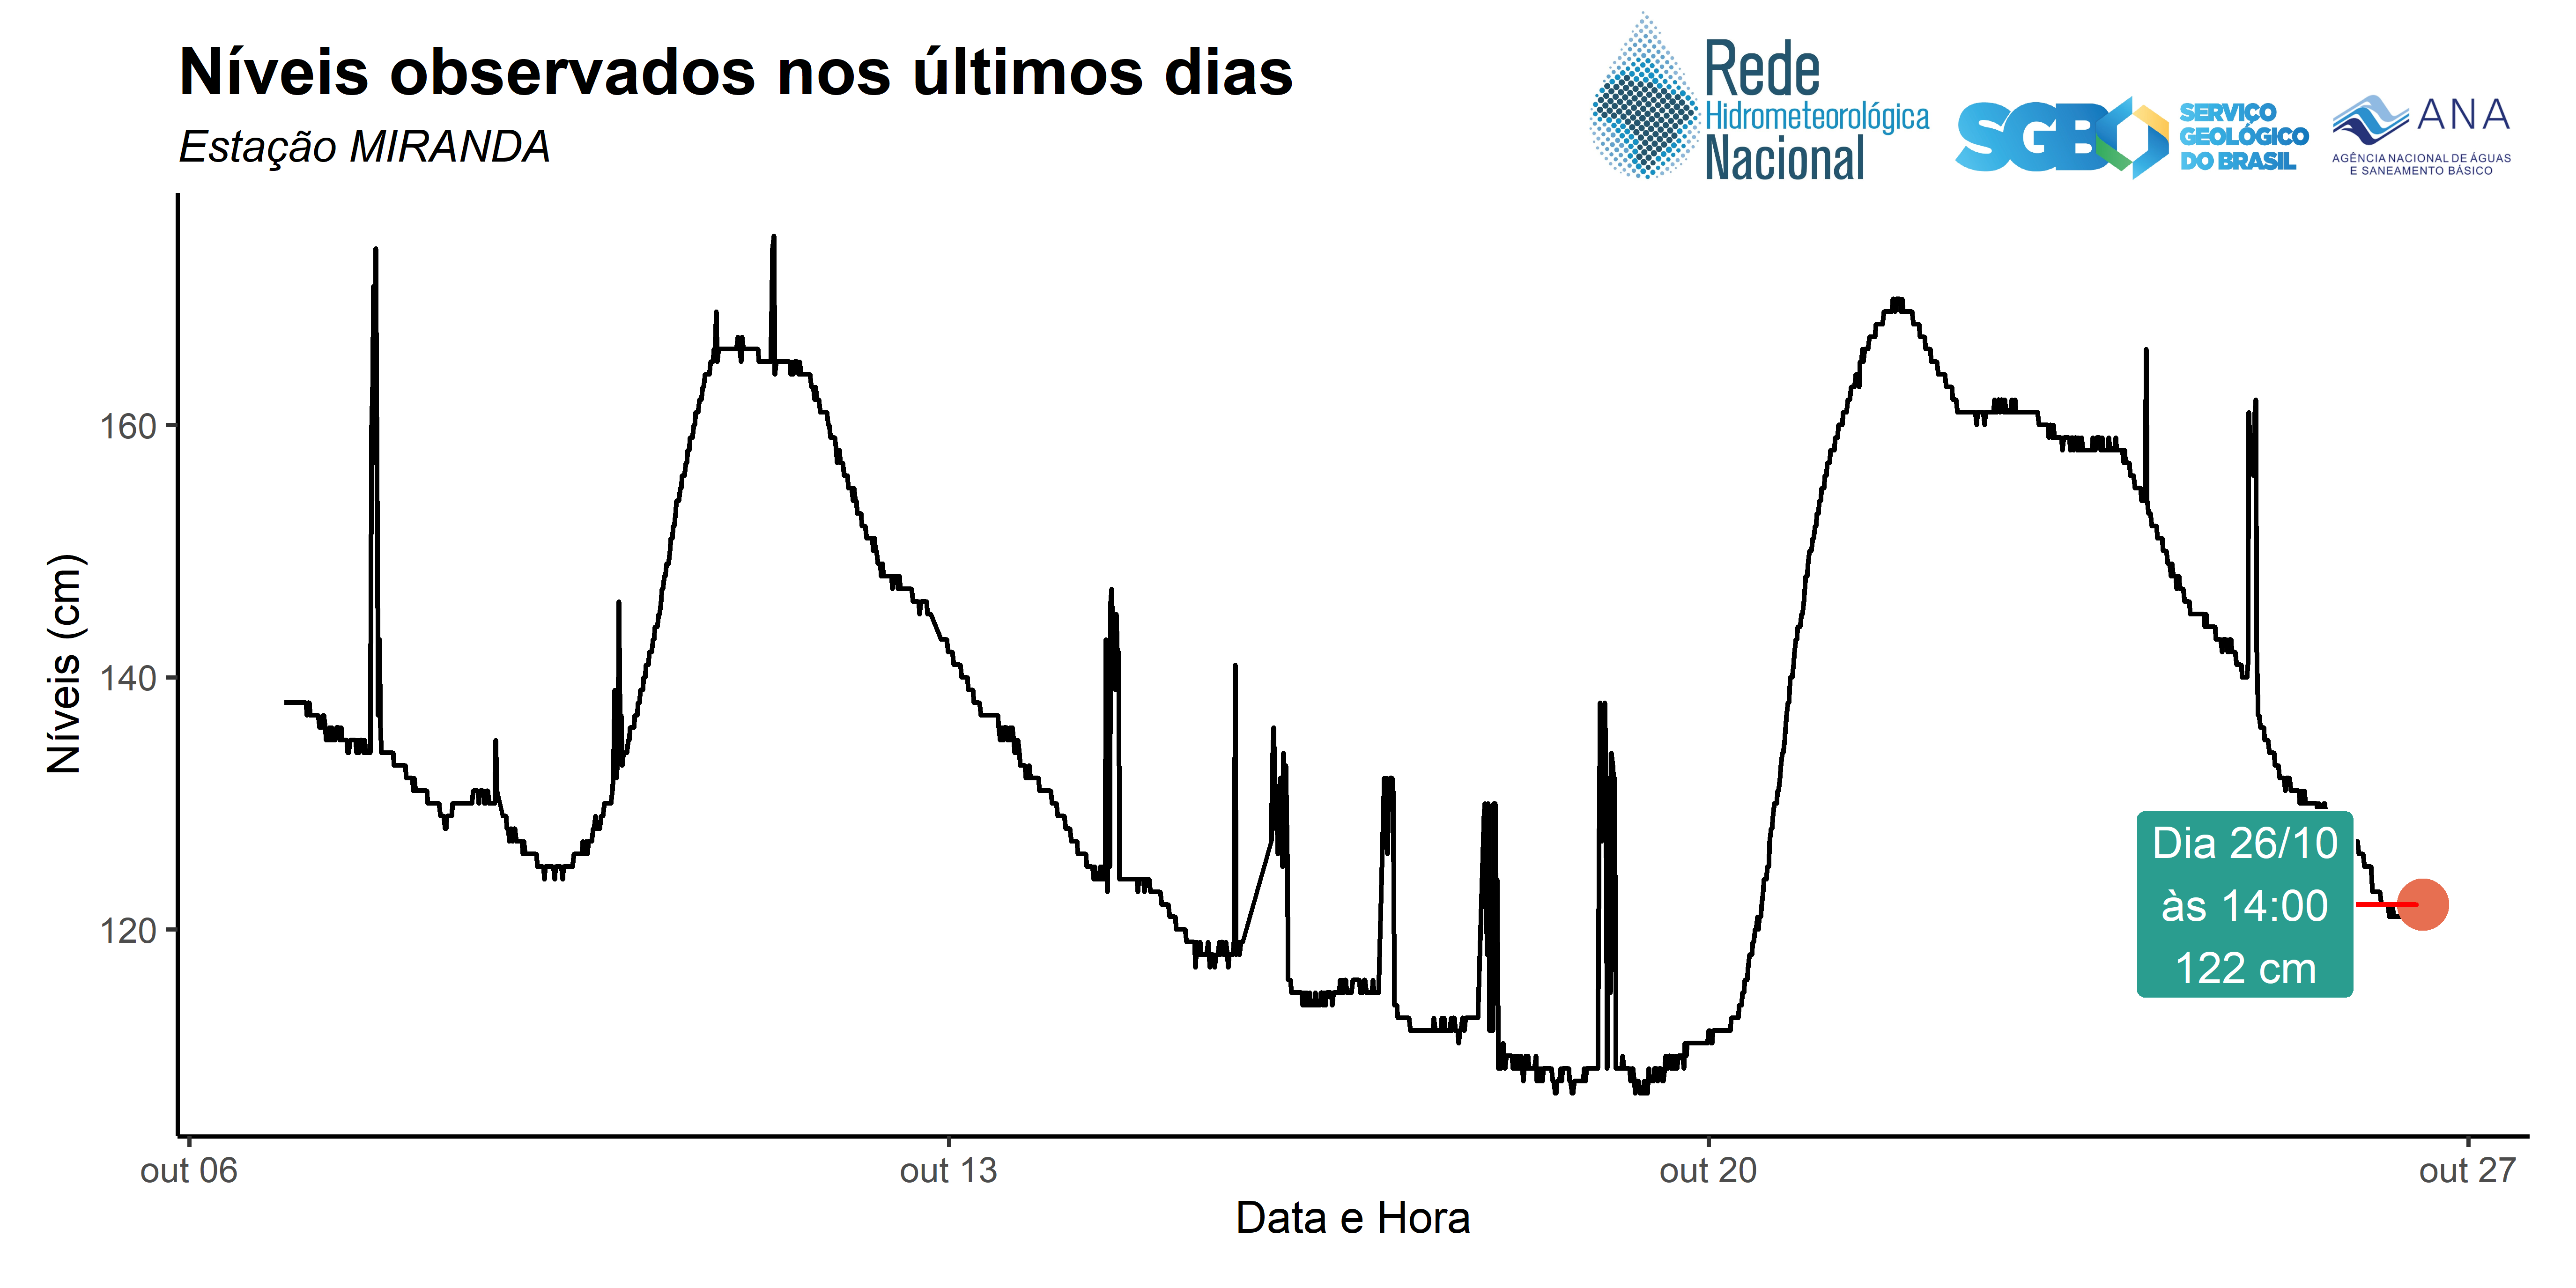 Níveis observados nos últimos dias
Estação MIRANDA
Rede
Hidrometeorológica
Nacional
SGB
SERVIÇO
GEOLÓGICO
DO BRASIL
ANA
AGÊNCIA NACIONAL DE ÁGUAS
E SANEAMENTO BÁSICO
Níveis (cm)
160
140
120
Dia 26/10
às 14:00
122 cm
out 06
out 13
out 20
out 27
Data e Hora